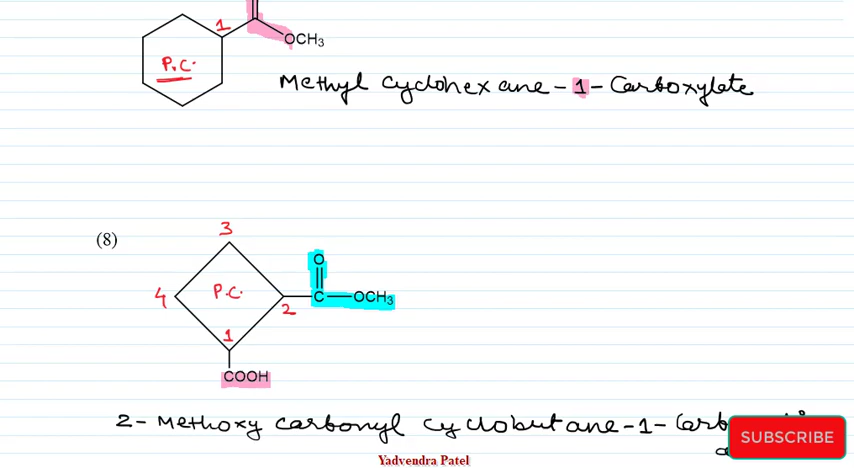 1
OCH3
P.C.
Methyl cyclohexane-1-Carboxylate
(8)
3
O
4 P.C. C OCH3
2
1
COOH
2-Methoxy carbonyl cyclobutane-1-
SUBSCRIBE
Yadvendra Patel